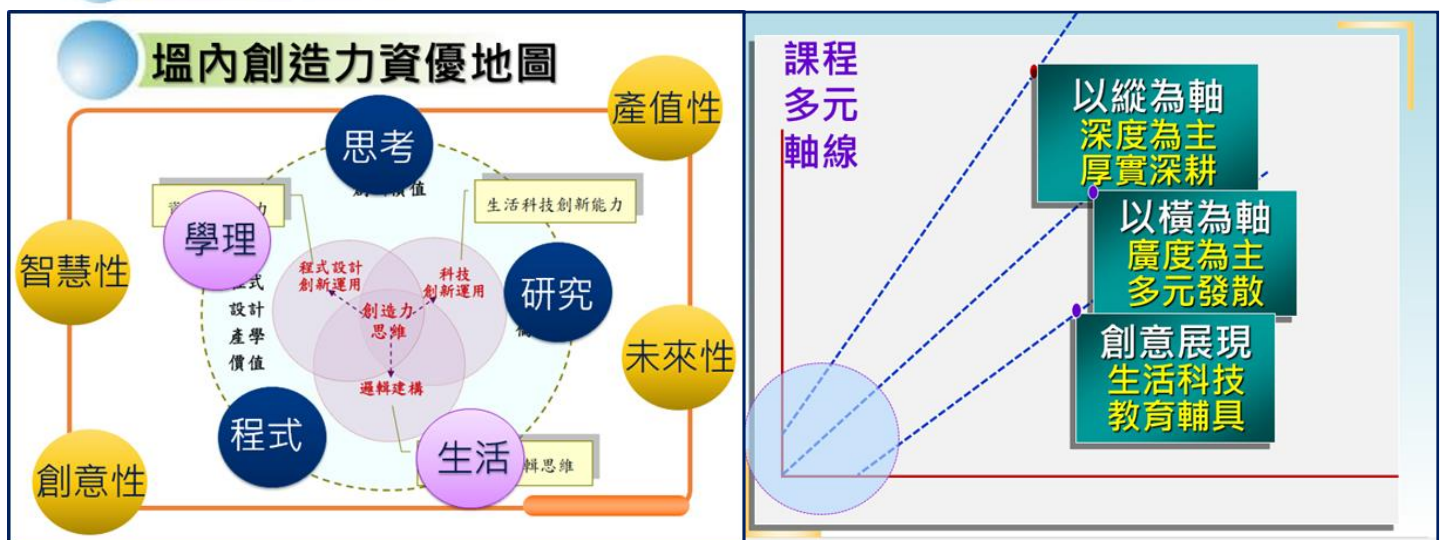 塭內創造力資優地圖
產值性
思考
價值
生活科技創新能力
學理
智慧性
程式設計
創新運用
科技
創新運用
研究
創造力
思維
程式
設計
產學
價值
未來性
邏輯建構
程式
生活
輯思維
創意性
課程
多元
軸線
以縱為軸
深度為主
厚實深耕
以橫為軸
廣度為主
多元發散
創意展現
生活科技
教育輔具